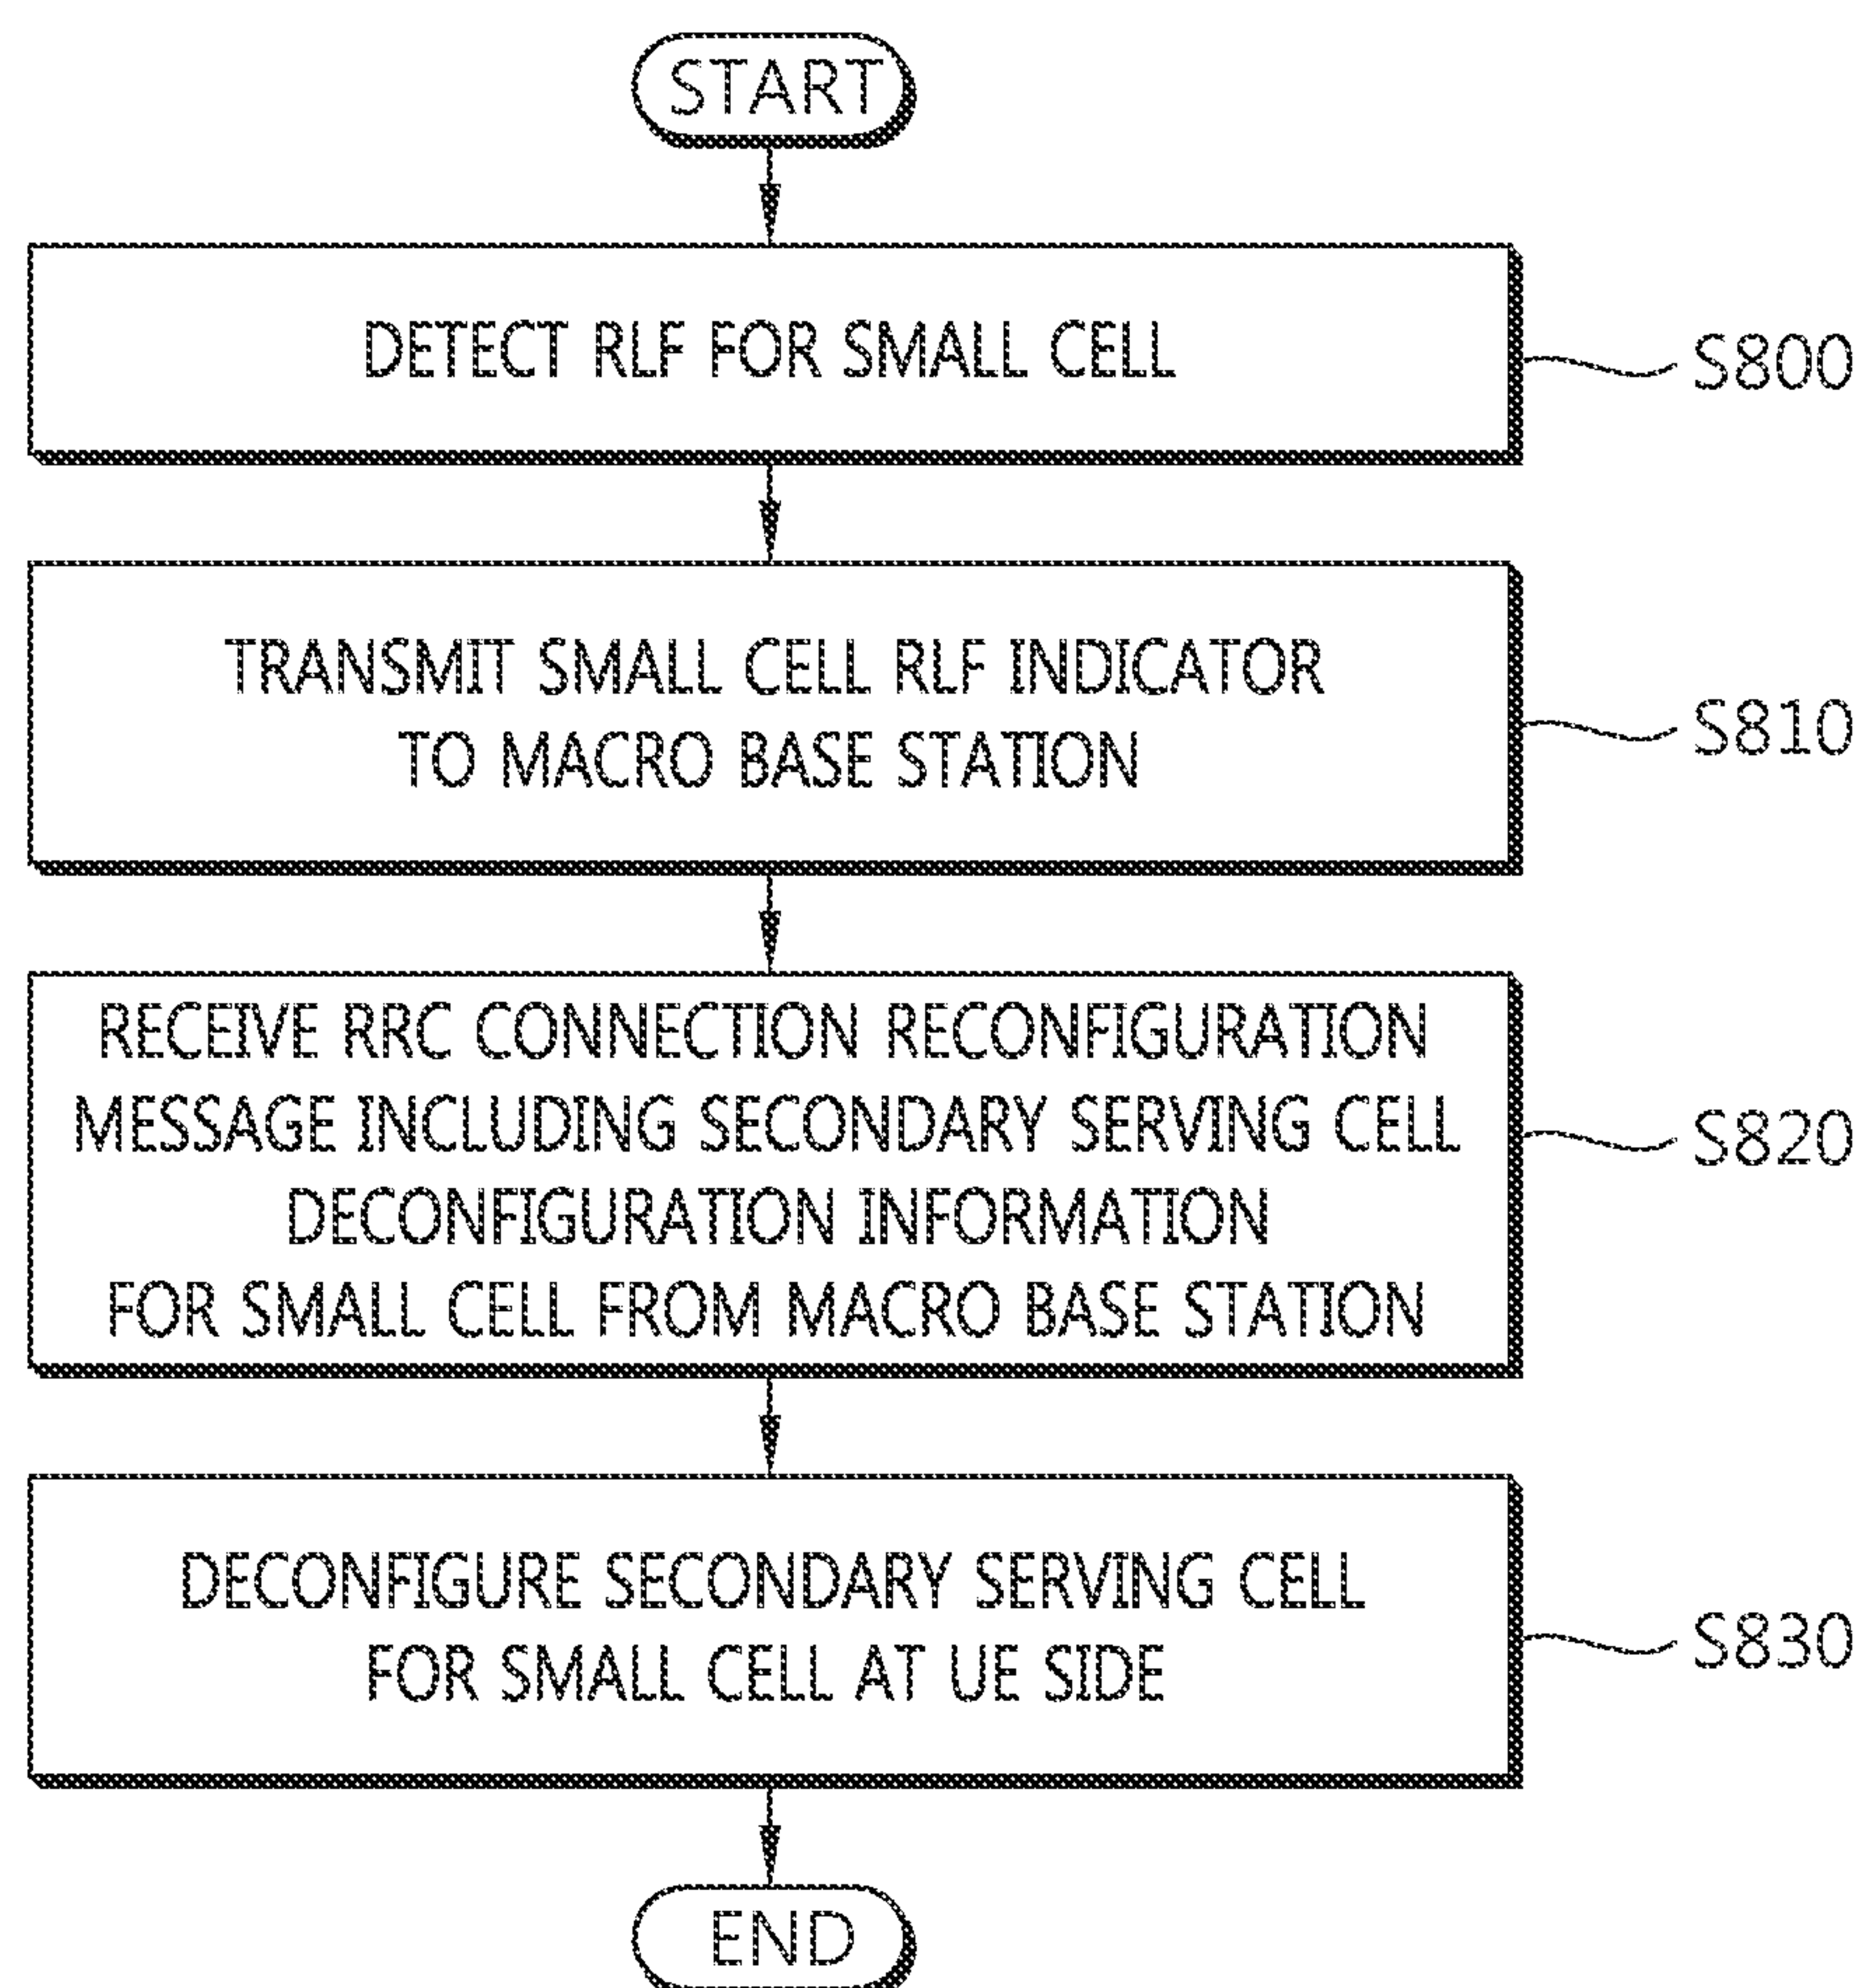 START
DETECT RLF FOR SMALL CELL
S800
TRANSMIT SMALL CELL RLF INDICATOR
TO MACRO BASE STATION
S810
RECEIVE RRC CONNECTION RECONFIGURATION
MESSAGE INCLUDING SECONDARY SERVING CELL
DECONFIGURATION INFORMATION
FOR SMALL CELL FROM MACRO BASE STATION
S820
DECONFIGURE SECONDARY SERVING CELL
FOR SMALL CELL AT UE SIDE
S830
END